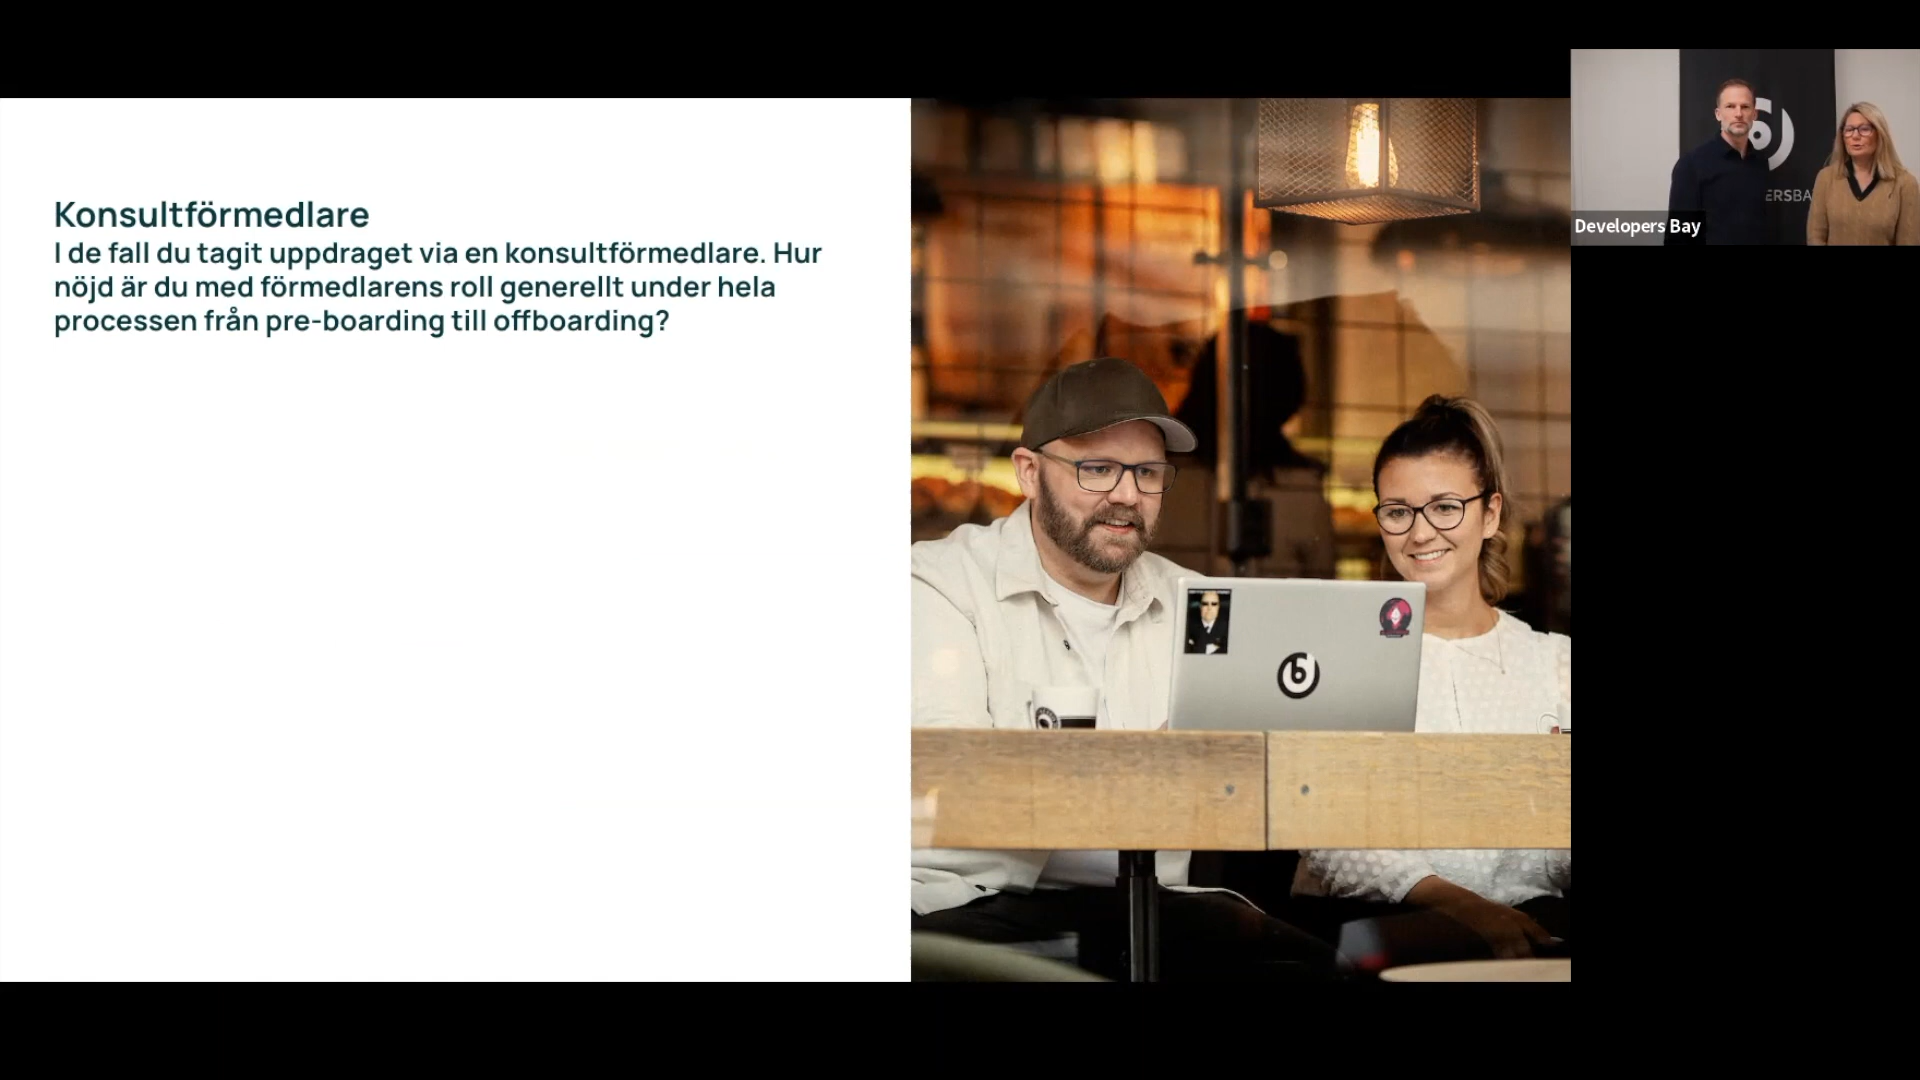 Konsultförmedlare
I de fall du tagit uppdraget via en konsultförmedlare. Hur
nöjd är du med förmedlarens roll generellt under hela
processen från pre-boarding till offboarding?
ERSBA
Developers Bay